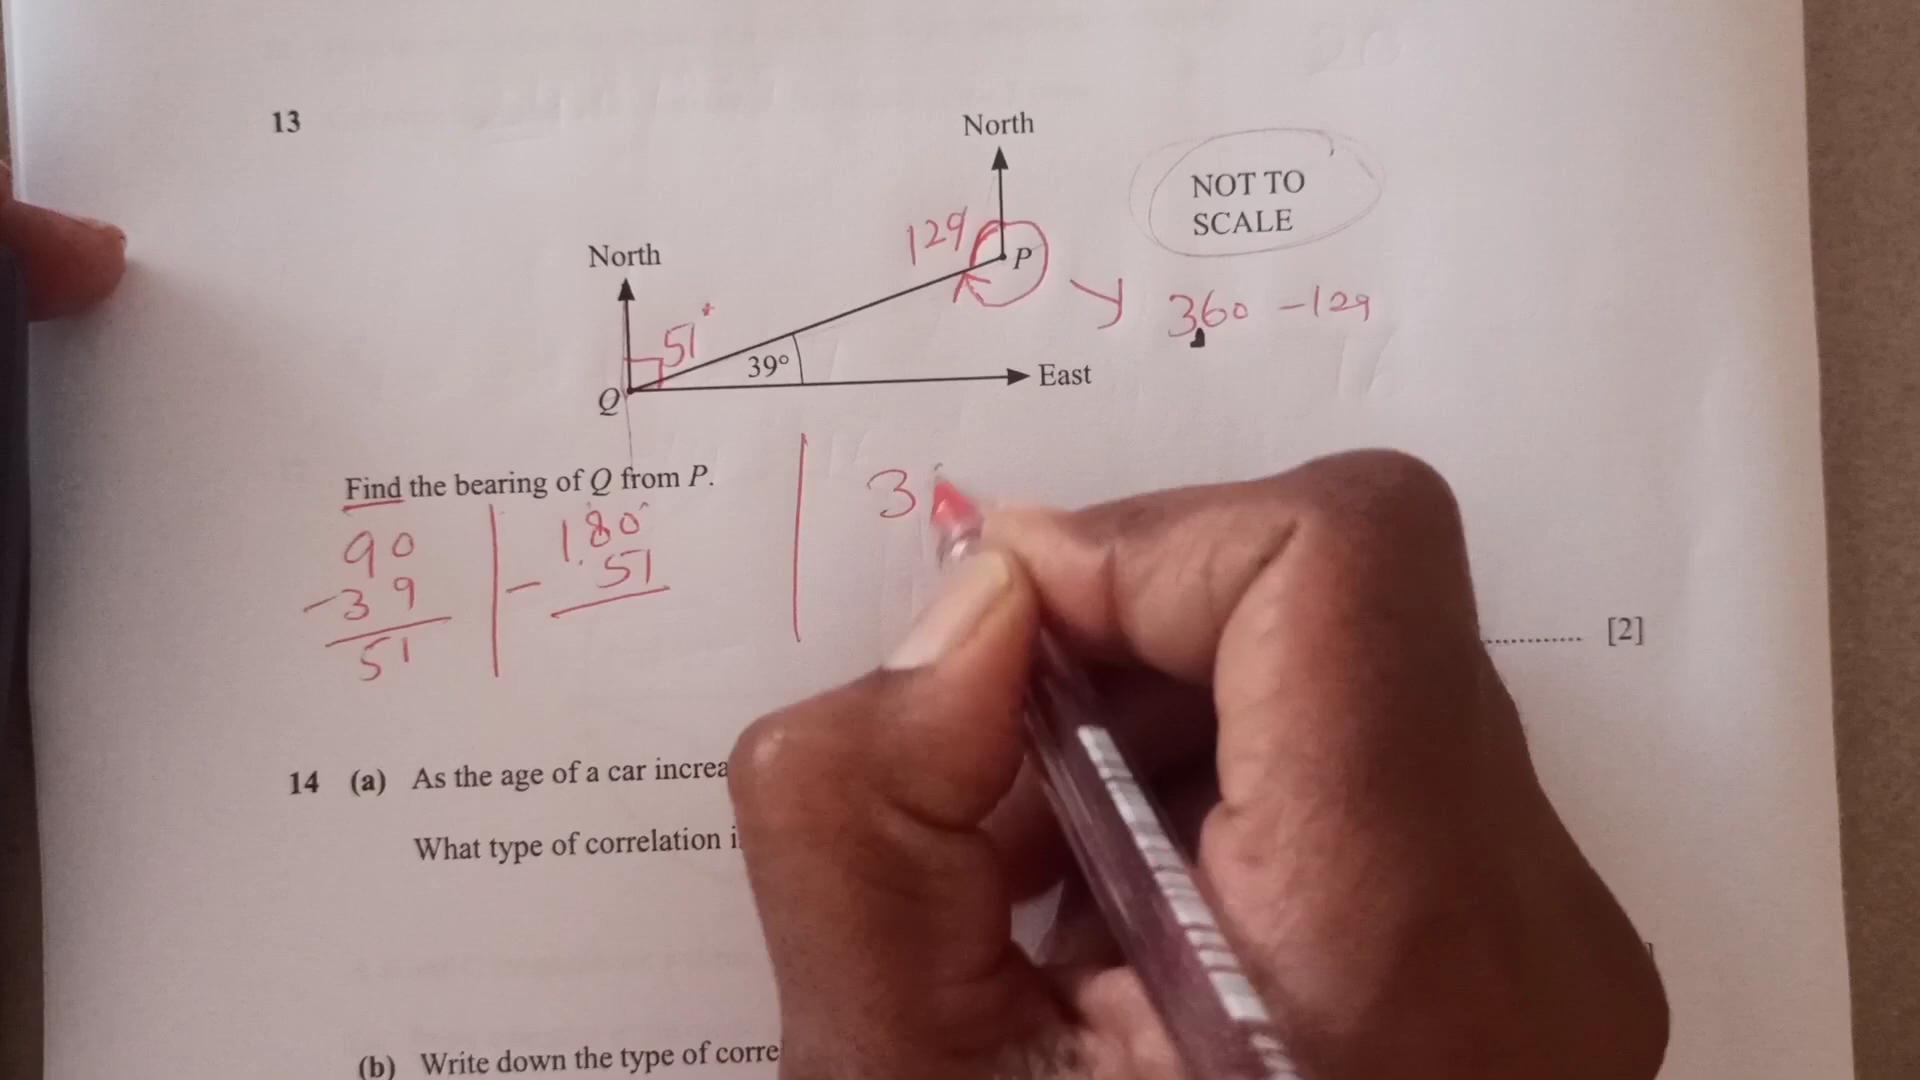 13
North
NOT TO
SCALE
129
P
North
51
360 - 129
39°
East
Q
Find the bearing of Q from P.
90
- 39
51
180
- 51
3
[2]
14 (a) As the age of a car increa
What type of correlation i
(b) Write down the type of corre